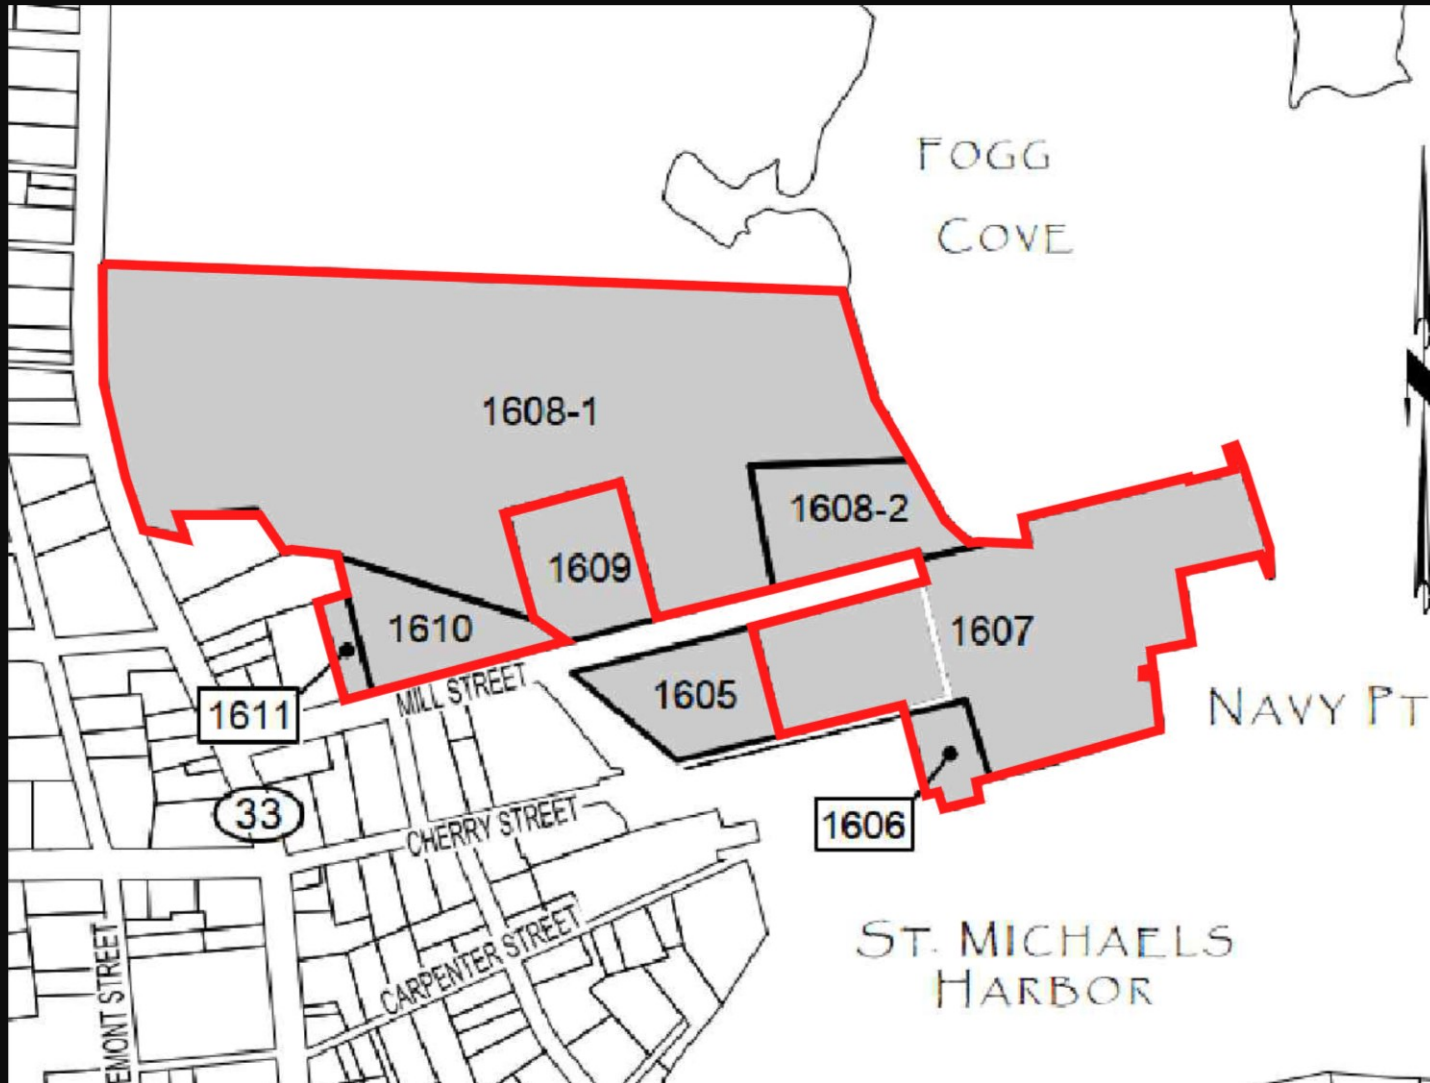 FOGG
COVE
1608-1
1608-2
1609
1610
1607
1605
MILL STREET
1611
NAVY PT
33
1606
CHERRY STREET
CARPENTER STREET
ST. MICHAELS
HARBOR
EMONT STREET